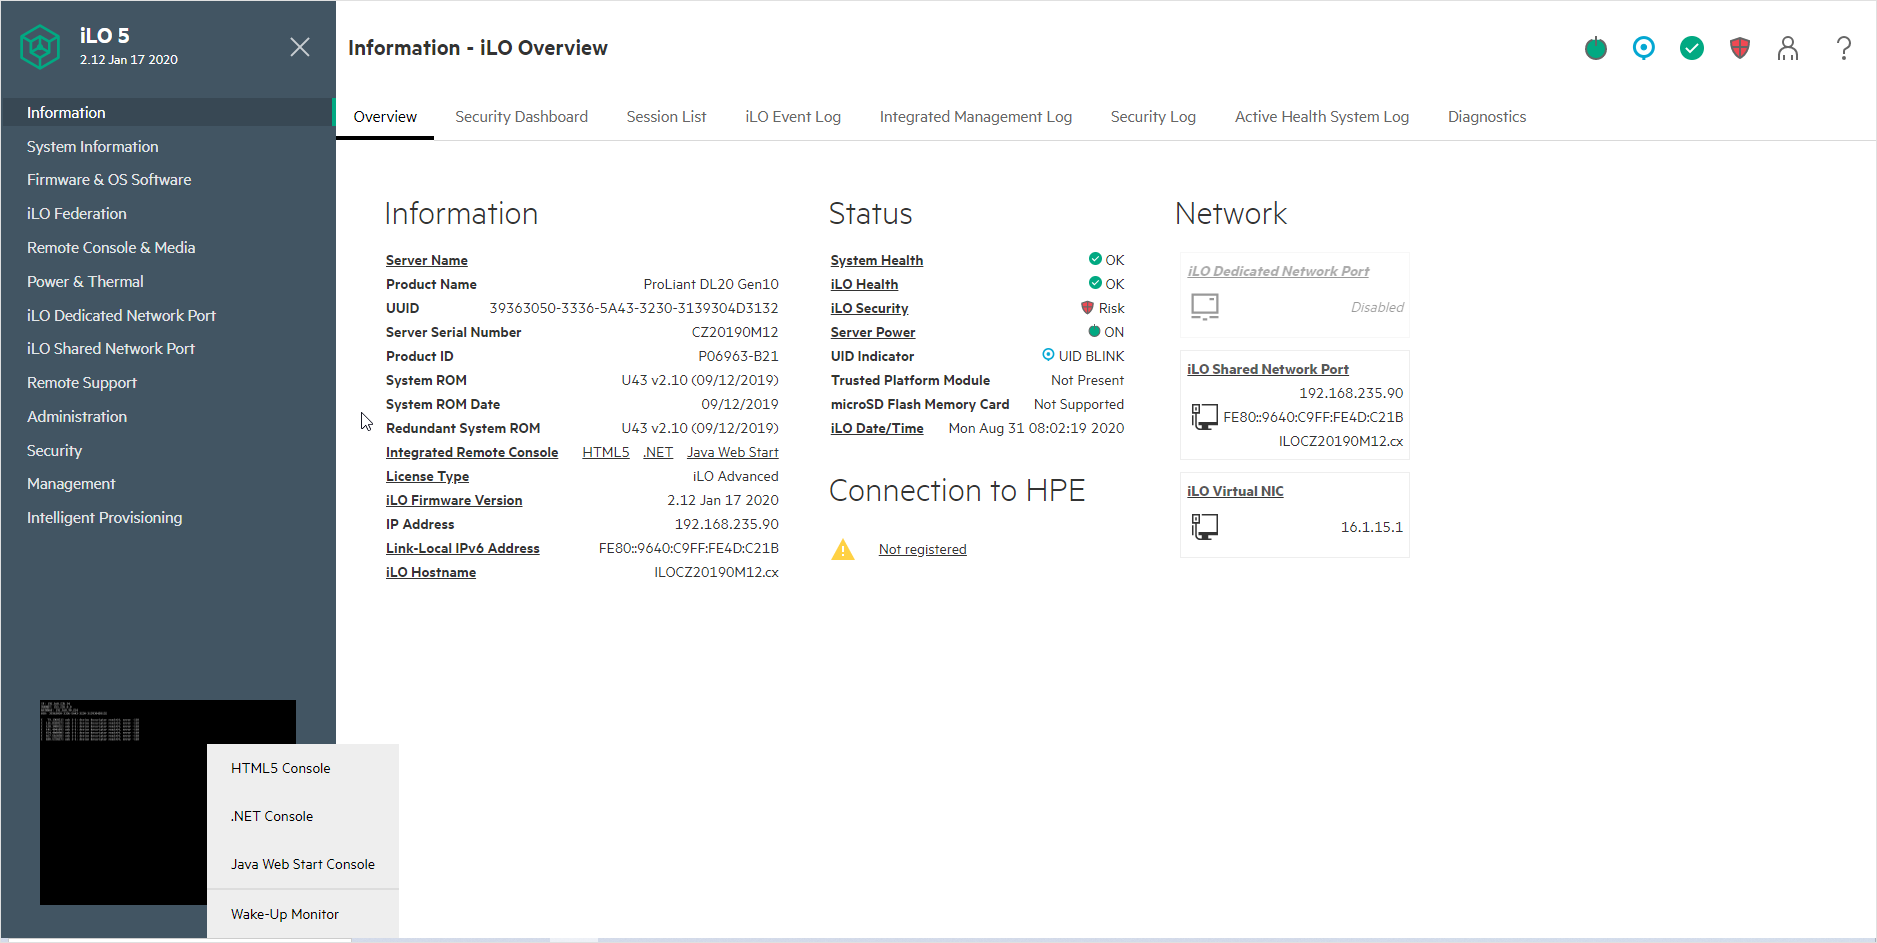 iLO 5
2.12 Jan 17 2020
Information
System Information
Firmware & OS Software
iLO Federation
Remote Console & Media
Power & Thermal
iLO Dedicated Network Port
iLO Shared Network Port
Remote Support
Administration
Security
Management
Intelligent Provisioning
HTML5 Console
.NET Console
Java Web Start Console
Wake-Up Monitor
Information - iLO Overview
Overview Security Dashboard Session List iLO Event Log Integrated Management Log Security Log Active Health System Log Diagnostics
Information
Server Name
Product Name ProLiant DL20 Gen10
UUID 39363050-3336-5A43-3230-3139304D3132
Server Serial Number CZ20190M12
Product ID P06963-B21
System ROM U43 v2.10 (09/12/2019)
System ROM Date 09/12/2019
Redundant System ROM U43 v2.10 (09/12/2019)
Integrated Remote Console HTML5 .NET Java Web Start
License Type iLO Advanced
iLO Firmware Version 2.12 Jan 17 2020
IP Address 192.168.235.90
Link-Local IPv6 Address FE80::9640:C9FF:FE4D:C21B
iLO Hostname ILOCZ20190M12.cx
Status
System Health OK
iLO Health OK
iLO Security Risk
Server Power ON
UID Indicator UID BLINK
Trusted Platform Module Not Present
microSD Flash Memory Card Not Supported
iLO Date/Time Mon Aug 31 08:02:19 2020
Connection to HPE
Not registered
Network
iLO Dedicated Network Port
Disabled
iLO Shared Network Port
192.168.235.90
FE80::9640:C9FF:FE4D:C21B
ILOCZ20190M12.cx
iLO Virtual NIC
16.1.15.1